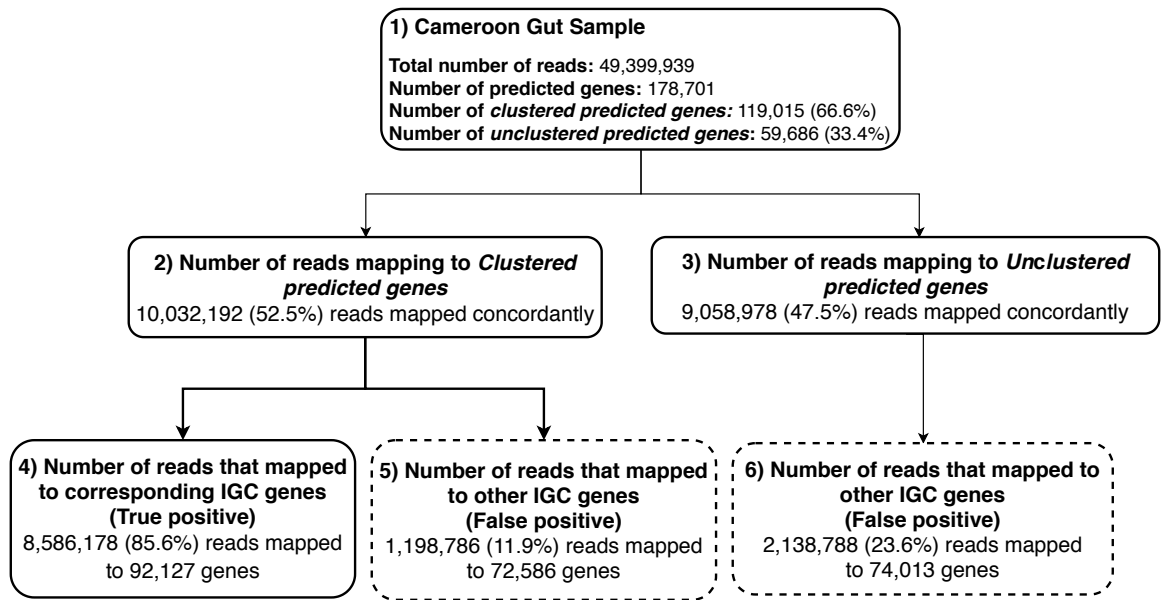 1) Cameroon Gut Sample
Total number of reads: 49,399,939
Number of predicted genes: 178,701
Number of clustered predicted genes: 119,015 (66.6%)
Number of unclustered predicted genes: 59,686 (33.4%)
2) Number of reads mapping to Clustered
predicted genes
10,032,192 (52.5%) reads mapped concordantly
3) Number of reads mapping to Unclustered
predicted genes
9,058,978 (47.5%) reads mapped concordantly
4) Number of reads that mapped
to corresponding IGC genes
(True positive)
8,586,178 (85.6%) reads mapped
to 92,127 genes
5) Number of reads that mapped
to other IGC genes
(False positive)
1,198,786 (11.9%) reads mapped
to 72,586 genes
6) Number of reads that mapped to
other IGC genes
(False positive)
2,138,788 (23.6%) reads mapped
to 74,013 genes